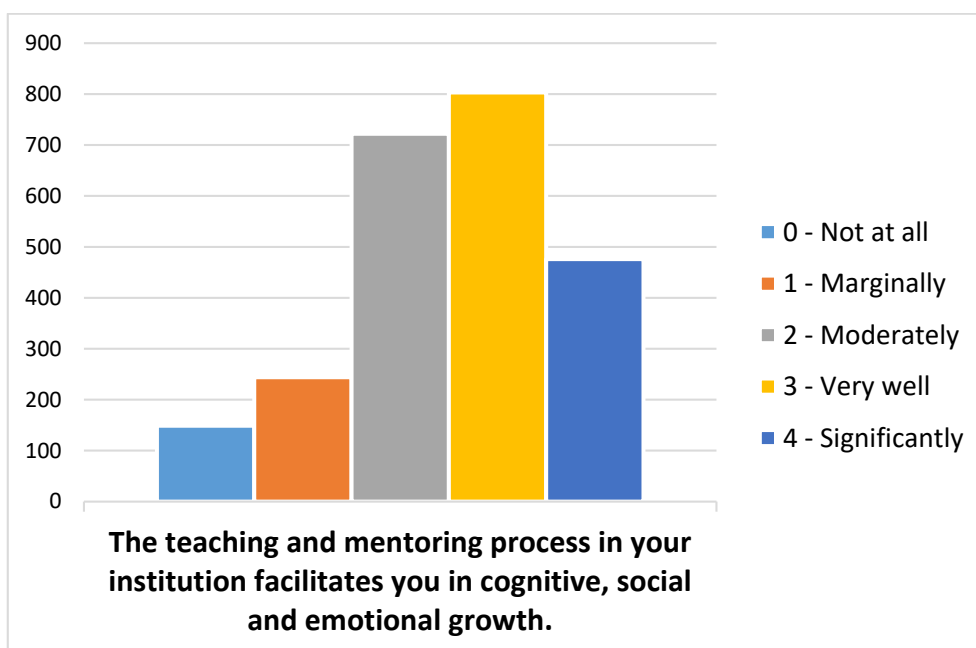 900
800
700
600
500
400
300
200
100
0
0 - Not at all
1 - Marginally
2 - Moderately
3 - Very well
4 - Significantly
The teaching and mentoring process in your
institution facilitates you in cognitive, social
and emotional growth.